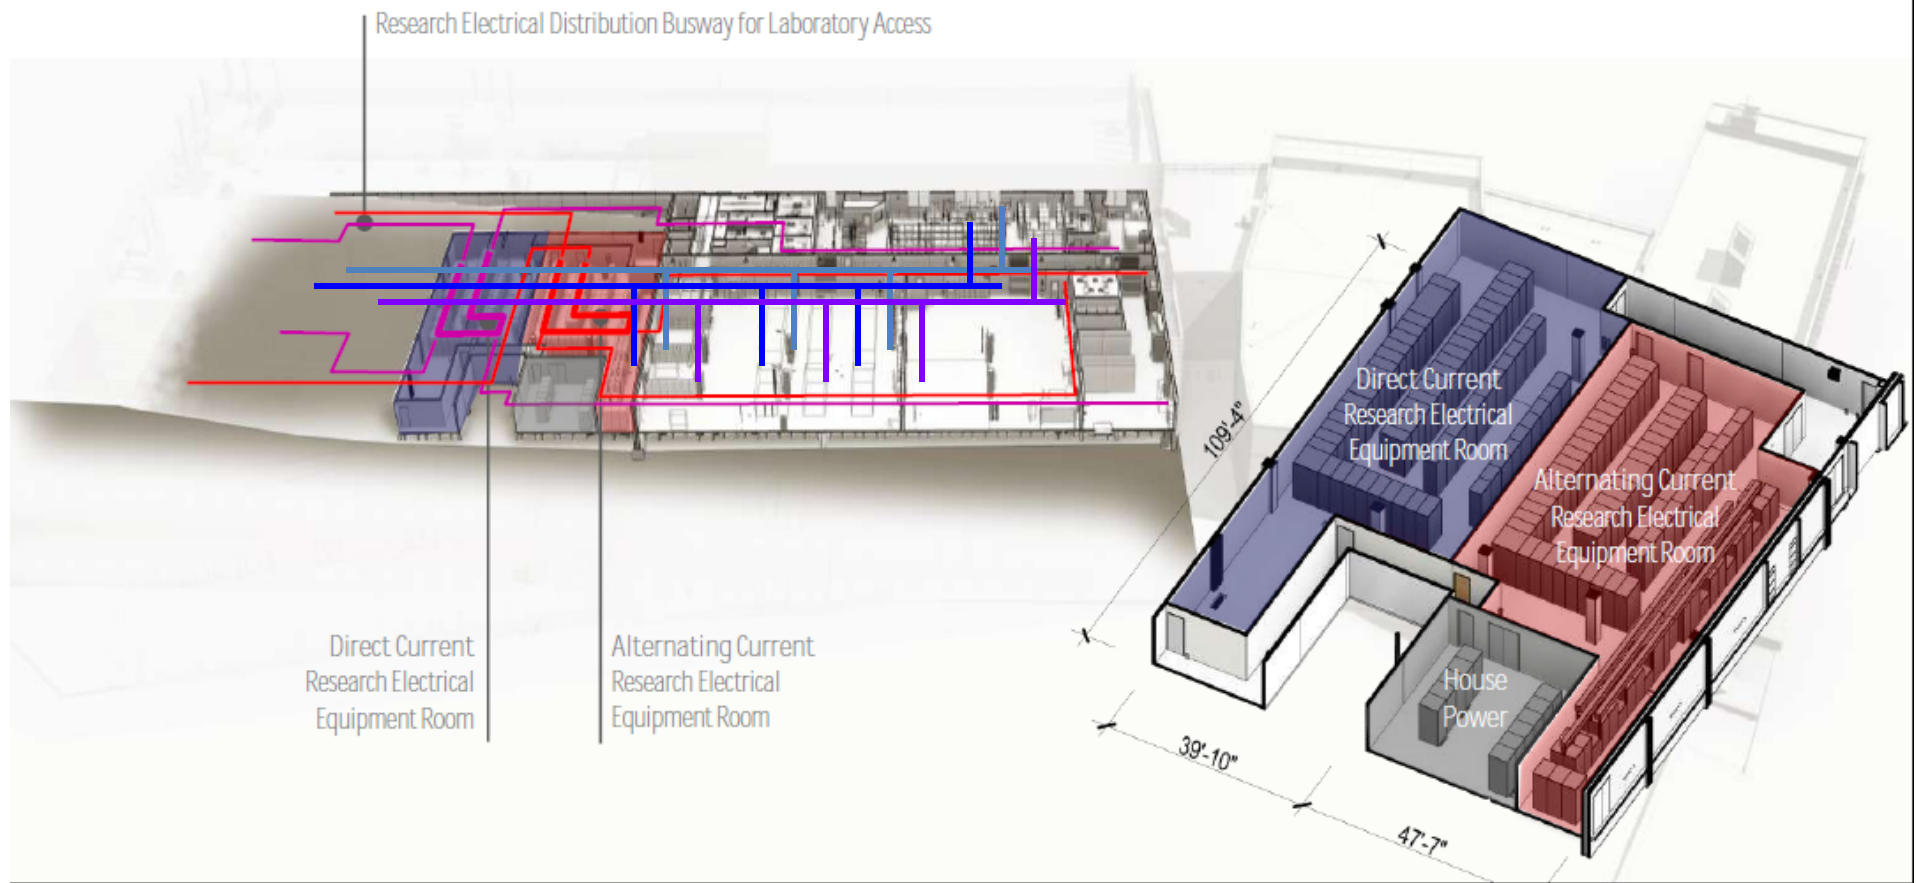 Research Electrical Distribution Busway for Laboratory Access
Direct Current
Research Electrical
Equipment Room
Alternating Current
Research Electrical
Equipment Room
Direct Current
Research Electrical
Equipment Room
Alternating Current
Research Electrical
Equipment Room
House
Power
109'-4"
39'-10"
47'-7"